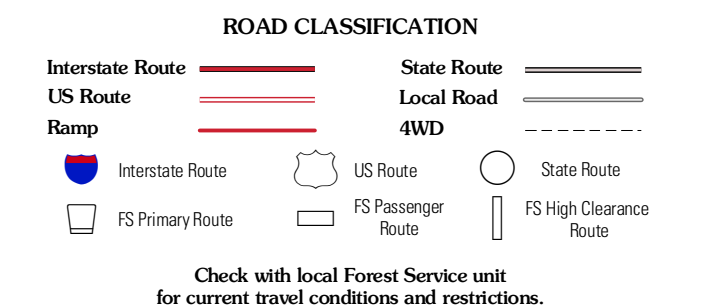 ROAD CLASSIFICATION
Interstate Route
State Route
US Route
Local Road
Ramp
4WD
Interstate Route
US Route
State Route
FS Primary Route
FS Passenger
Route
FS High Clearance
Route
Check with local Forest Service unit
for current travel conditions and restrictions.